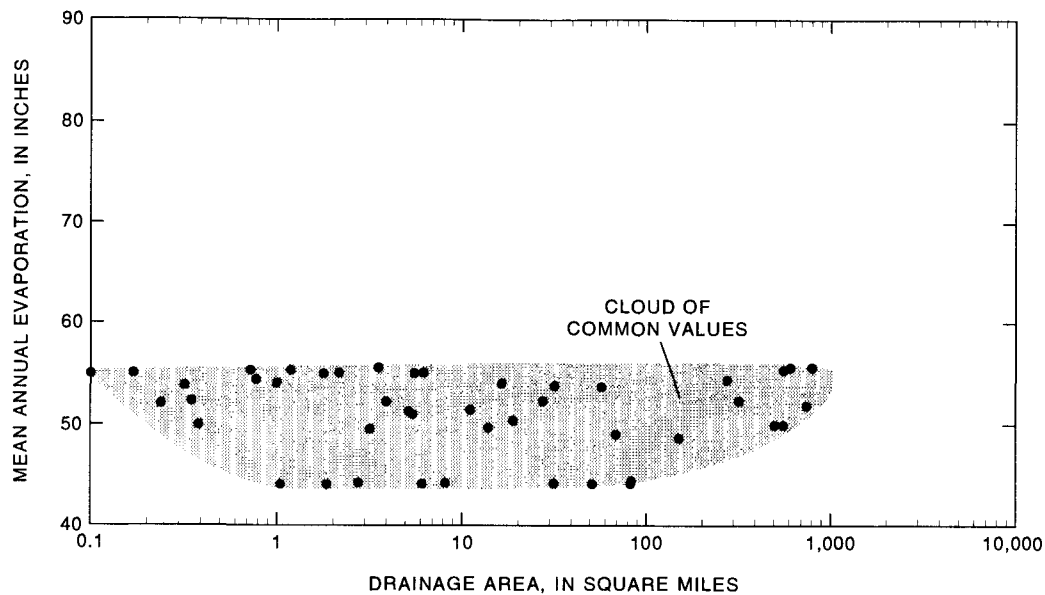 MEAN ANNUAL EVAPORATION, IN INCHES
90
80
70
60
50
40
CLOUD OF
COMMON VALUES
0.1 1 10 100 1,000 10,000
DRAINAGE AREA, IN SQUARE MILES